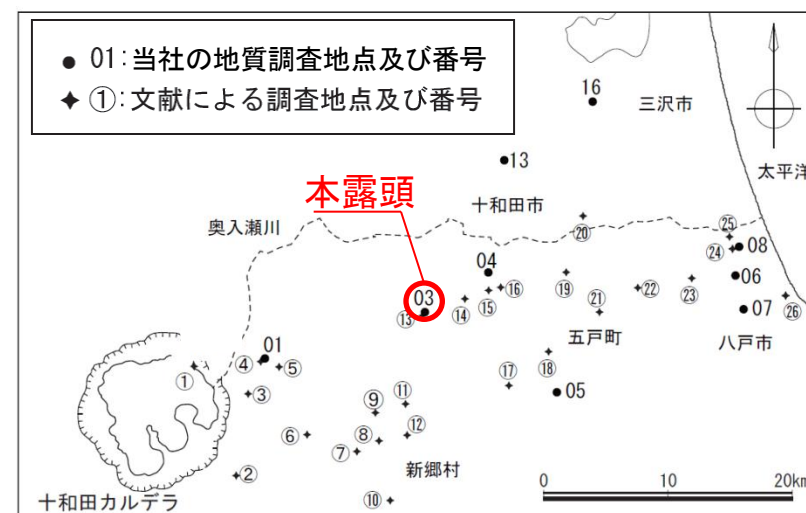 ● 01:当社の地質調査地点及び番号
✦ ①:文献による調査地点及び番号
16
三沢市
13
太平洋
本露頭
十和田市
奥入瀬川
⑳
㉕
08
㉔
04
03
⑬
⑭
⑮
⑯
⑲
㉑
㉒
㉓
06
07
㉖
五戸町
八戸市
01
①
④
⑤
③
⑰
⑱
05
⑨
⑪
⑥
⑦
⑧
⑫
新郷村
②
⑩
十和田カルデラ
0 10 20km